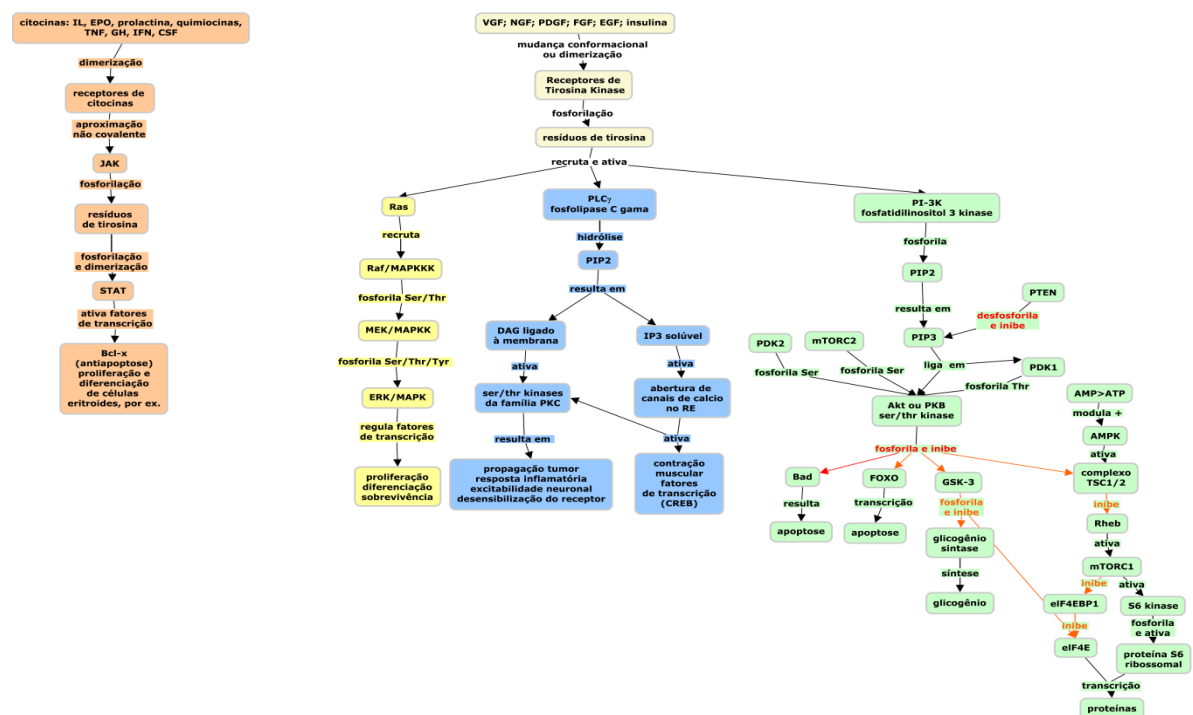 citocinas: IL, EPO, prolactina, quimiocinas,
TNF, GH, IFN, CSF
dimerização
receptores de
citocinas
aproximação
não covalente
JAK
fosforilação
resíduos
de tirosina
fosforilação
e dimerização
STAT
ativa fatores
de transcrição
Bcl-x
(antiapoptose)
proliferação e
diferenciação
de células
eritroides, por ex.
VGF; NGF; PDGF; FGF; EGF; insulina
mudança conformacional
ou dimerização
Receptores de
Tirosina Kinase
fosforilação
resíduos de tirosina
recruta e ativa
Ras
recruta
Raf/MAPKKK
fosforila Ser/Thr
MEK/MAPKK
fosforila Ser/Thr/Tyr
ERK/MAPK
regula fatores
de transcrição
proliferação
diferenciação
sobrevivência
PLCγ
fosfolipase C gama
hidrólise
PIP2
resulta em
DAG ligado
à membrana
ativa
ser/thr kinases
da família PKC
resulta em
propagação tumor
resposta inflamatória
excitabilidade neuronal
desensibilização do receptor
IP3 solúvel
ativa
abertura de
canais de calcio
no RE
ativa
contração
muscular
fatores
de transcrição
(CREB)
PI-3K
fosfatidilinositol 3 kinase
fosforila
PIP2
resulta em
PIP3
PTEN
desfosforila
e inibe
liga em
PDK2
fosforila Ser
mTORC2
fosforila Ser
PDK1
fosforila Thr
Akt ou PKB
ser/thr kinase
fosforila e inibe
Bad
resulta
apoptose
FOXO
transcrição
apoptose
GSK-3
fosforila
e inibe
glicogênio
sintase
síntese
glicogênio
AMP>ATP
modula +
AMPK
ativa
complexo
TSC1/2
inibe
Rheb
ativa
mTORC1
inibe
ativa
elF4EBP1
inibe
elF4E
S6 kinase
fosforila
e ativa
proteína S6
ribossomal
transcrição
proteínas